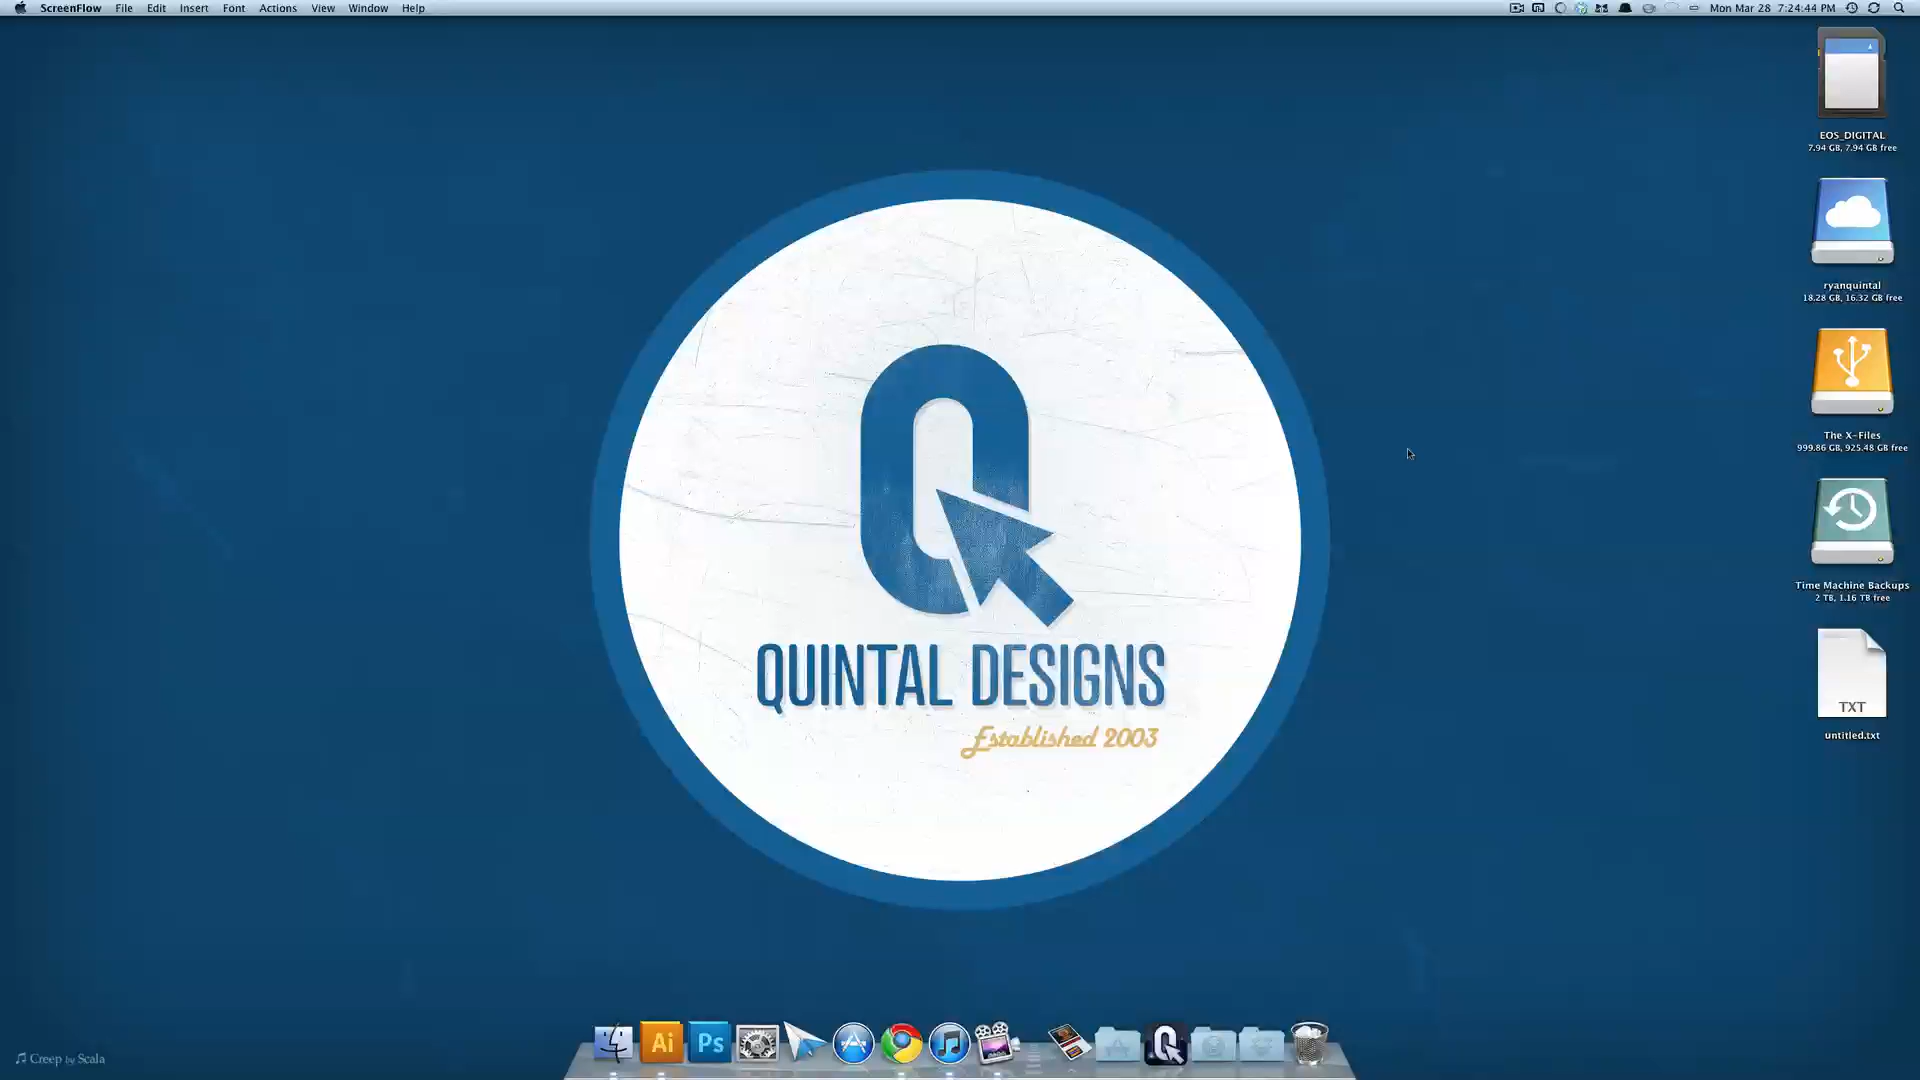 ScreenFlow File Edit Insert Font Actions View Window Help
Mon Mar 28 7:24:44 PM
EOS_DIGITAL
7.94 GB, 7.94 GB free
ryanquintal
18.28 GB, 16.32 GB free
The X-Files
999.86 GB, 925.48 GB free
Time Machine Backups
2 TB, 1.16 TB free
TXT
untitled.txt
QUINTAL DESIGNS
Established 2003
Ai Ps
♫ Creep by Scala